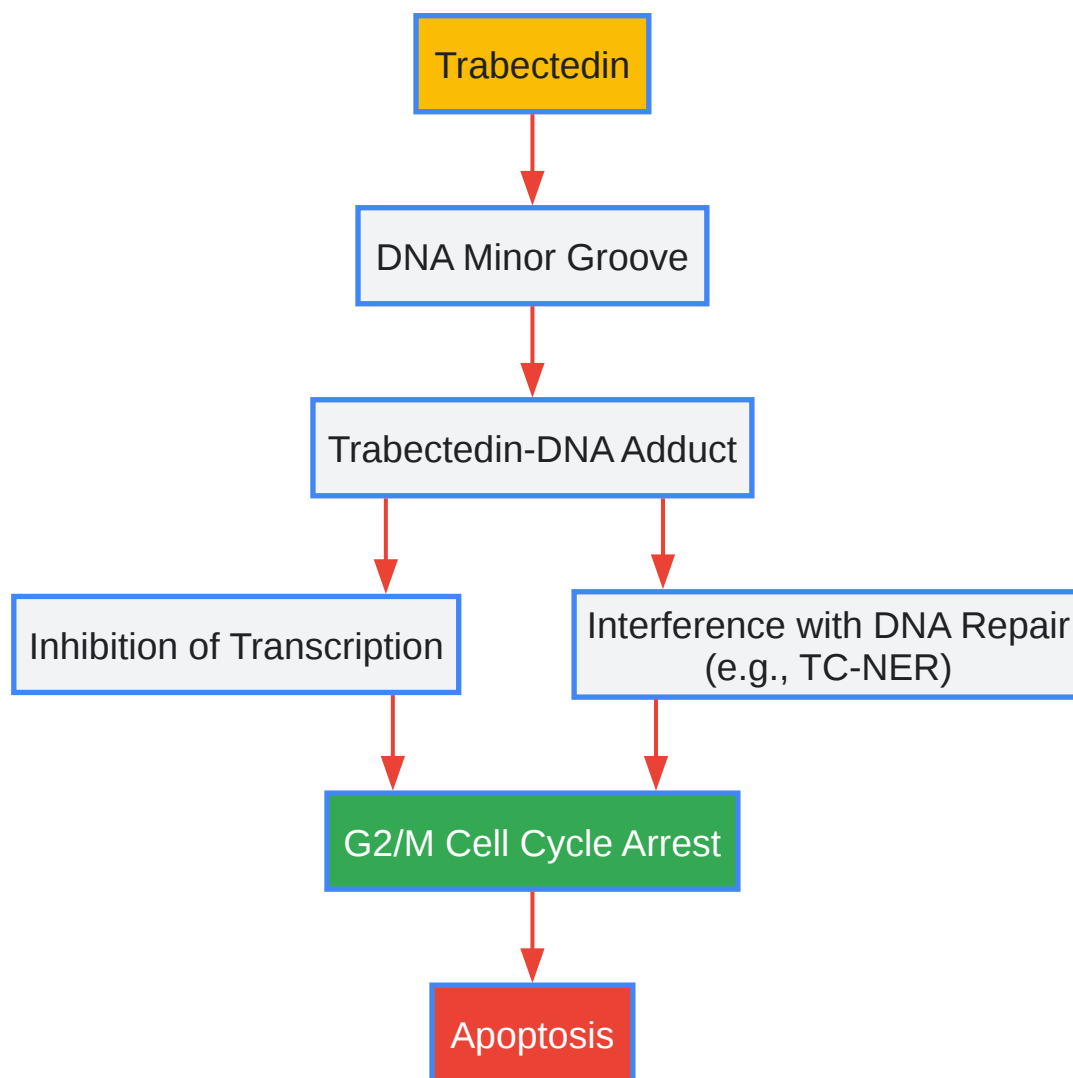 Trabectedin
DNA Minor Groove
Trabectedin-DNA Adduct
Inhibition of Transcription
Interference with DNA Repair
(e.g., TC-NER)
G2/M Cell Cycle Arrest
Apoptosis